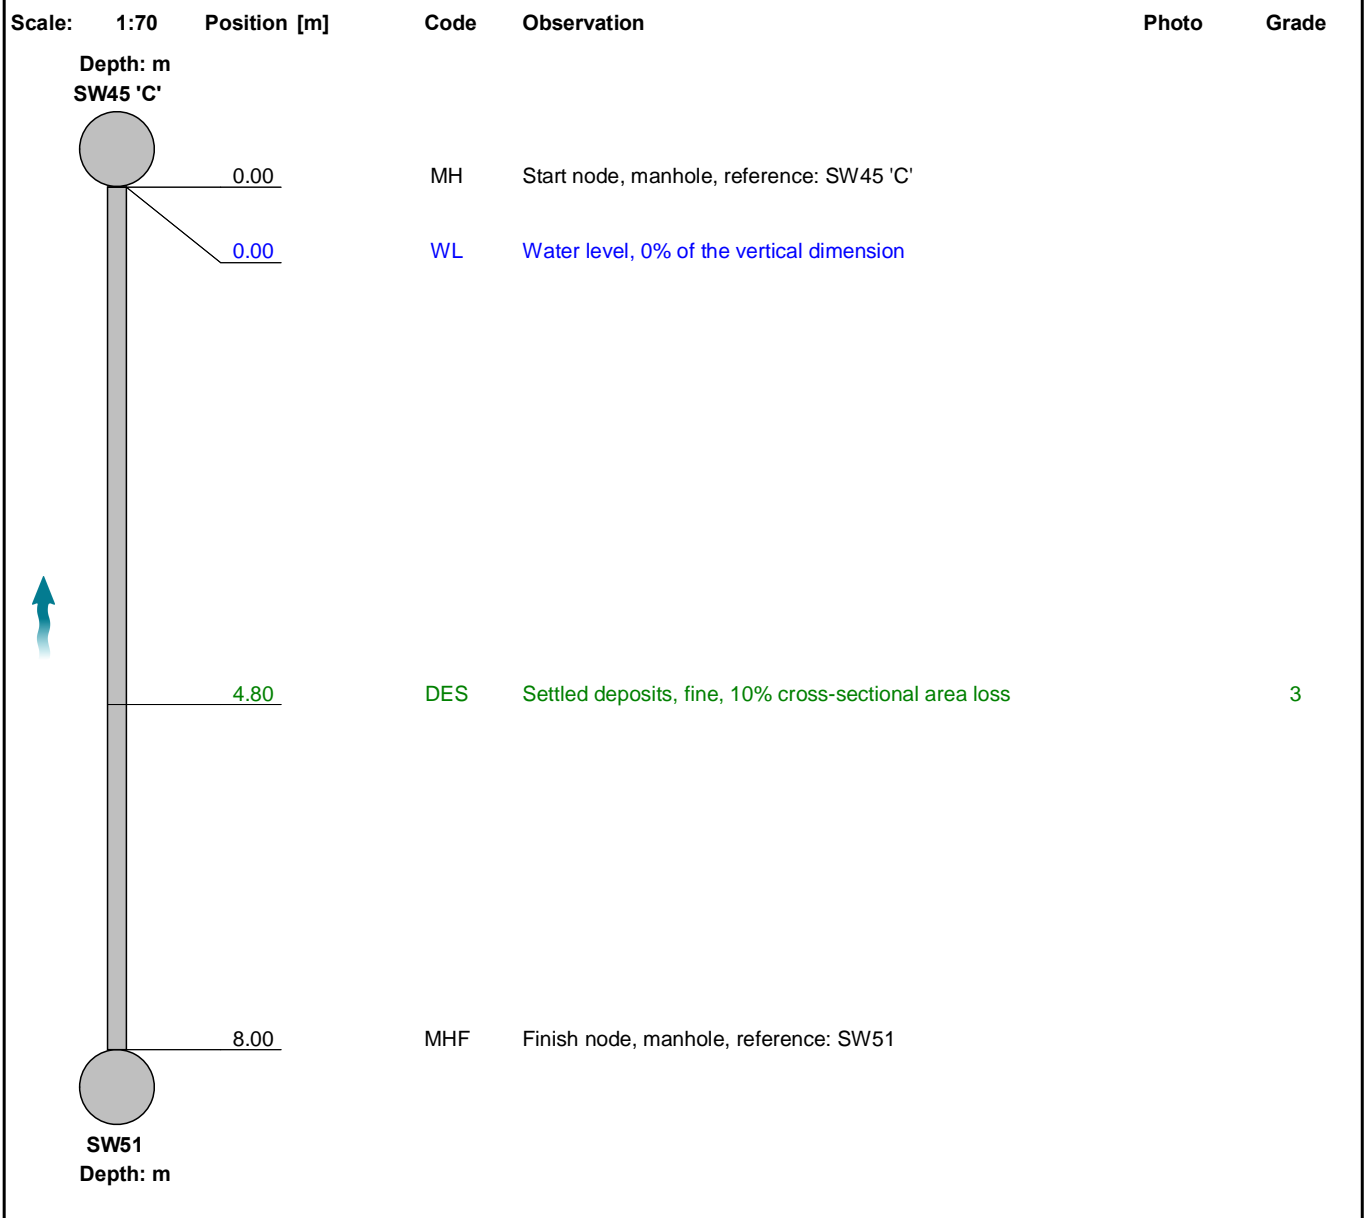 Scale: 1:70 Position [m] Code Observation Photo Grade
Depth: m
SW45 'C'
0.00 MH Start node, manhole, reference: SW45 'C'
0.00 WL Water level, 0% of the vertical dimension
4.80 DES Settled deposits, fine, 10% cross-sectional area loss 3
8.00 MHF Finish node, manhole, reference: SW51
SW51
Depth: m